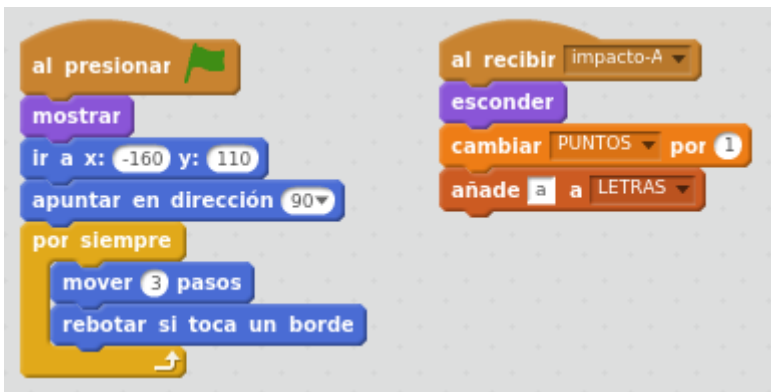 al presionar
mostrar
ir a x: -160 y: 110
apuntar en dirección 90
por siempre
mover 3 pasos
rebotar si toca un borde
al recibir impacto-A
esconder
cambiar PUNTOS por 1
añade a a LETRAS